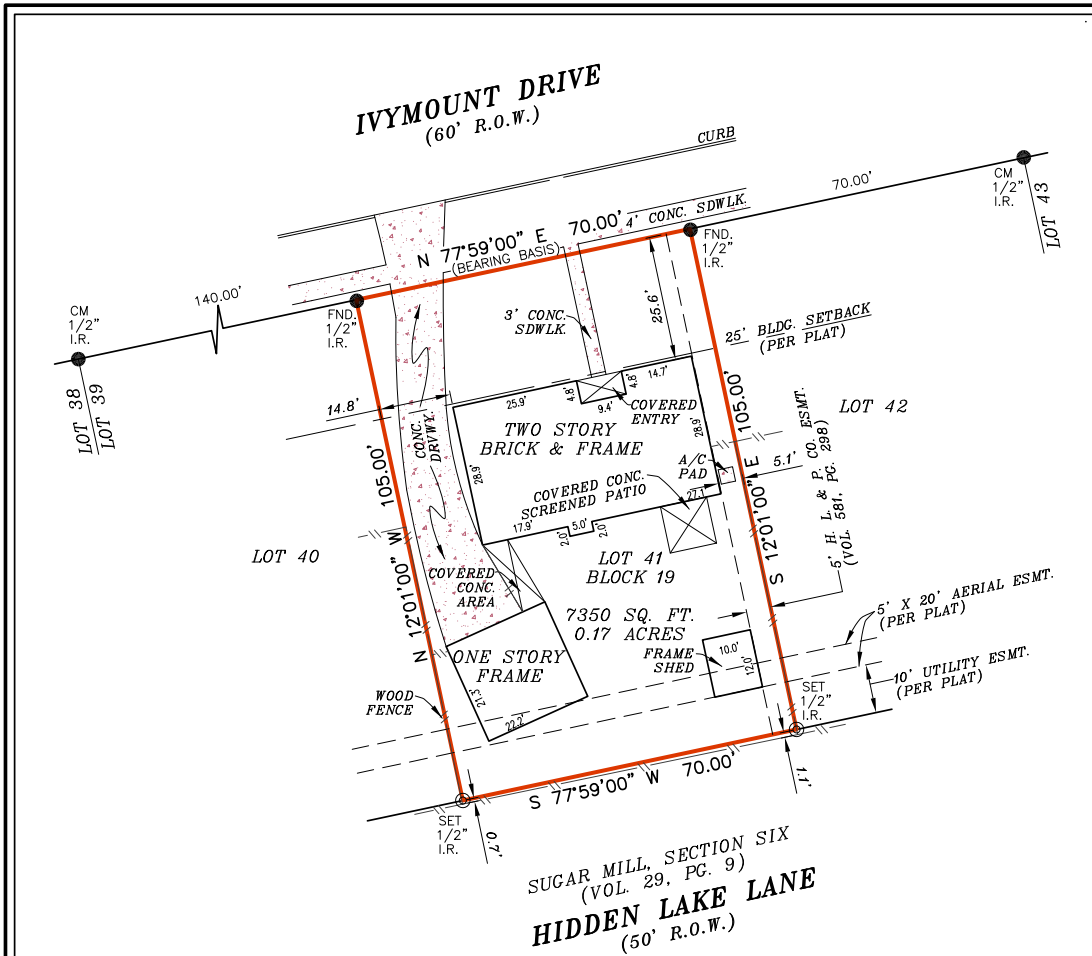 IVYMOUNT DRIVE
(60' R.O.W.)
CURB
70.00'
CM
1/2"
I.R.
LOT 43
4' CONC. SDWLK.
N 77°59'00" E 70.00'
(BEARING BASIS)
FND.
1/2"
I.R.
140.00'
CM
1/2"
I.R.
FND.
1/2"
I.R.
LOT 38
LOT 39
3' CONC.
SDWLK.
25.6'
25' BLDG. SETBACK
(PER PLAT)
14.8'
CONC.
DRVWY.
25.9'
4.8'
9.4'
4.8'
14.7'
COVERED
ENTRY
TWO STORY
BRICK & FRAME
28.9'
28.9'
A/C
PAD
COVERED CONC.
SCREENED PATIO
27.1'
17.9'
2.0'
5.0'
2.0'
5.1'
LOT 42
S 12°01'00" E 105.00'
5' H. L. & P. CO. ESMT.
(VOL. 581, PG. 298)
N 12°01'00" W 105.00'
LOT 40
LOT 41
BLOCK 19
COVERED
CONC.
AREA
7350 SQ. FT.
0.17 ACRES
5' X 20' AERIAL ESMT.
(PER PLAT)
FRAME
SHED
10.0'
12.0'
ONE STORY
FRAME
21.3'
22.2'
WOOD
FENCE
SET
1/2"
I.R.
10' UTILITY ESMT.
(PER PLAT)
S 77°59'00" W 70.00'
SET
1/2"
I.R.
0.7'
1.1'
SUGAR MILL, SECTION SIX
(VOL. 29, PG. 9)
HIDDEN LAKE LANE
(50' R.O.W.)